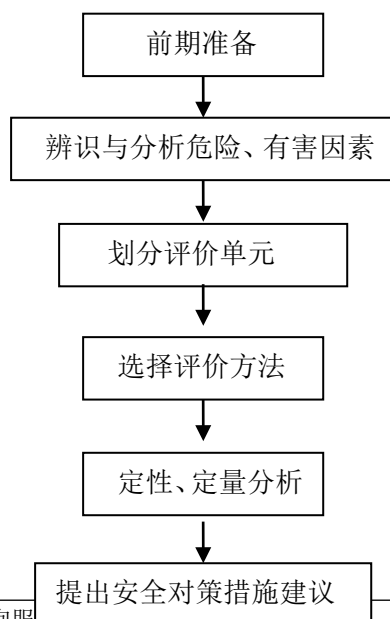 前期准备
辨识与分析危险、有害因素
划分评价单元
选择评价方法
定性、定量分析
提出安全对策措施建议